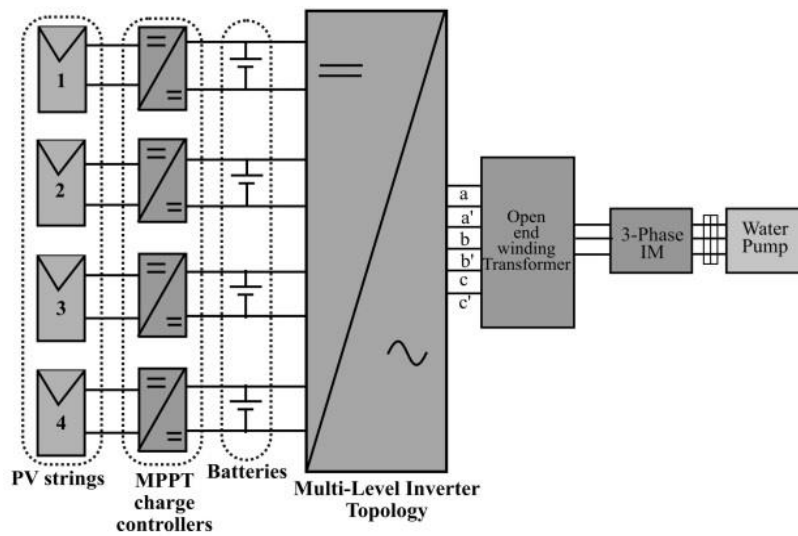 1
2
3
4
PV strings
MPPT
charge
controllers
Batteries
Multi-Level Inverter
Topology
a
a'
b
b'
c
c'
Open
end
winding
Transformer
3-Phase
IM
Water
Pump